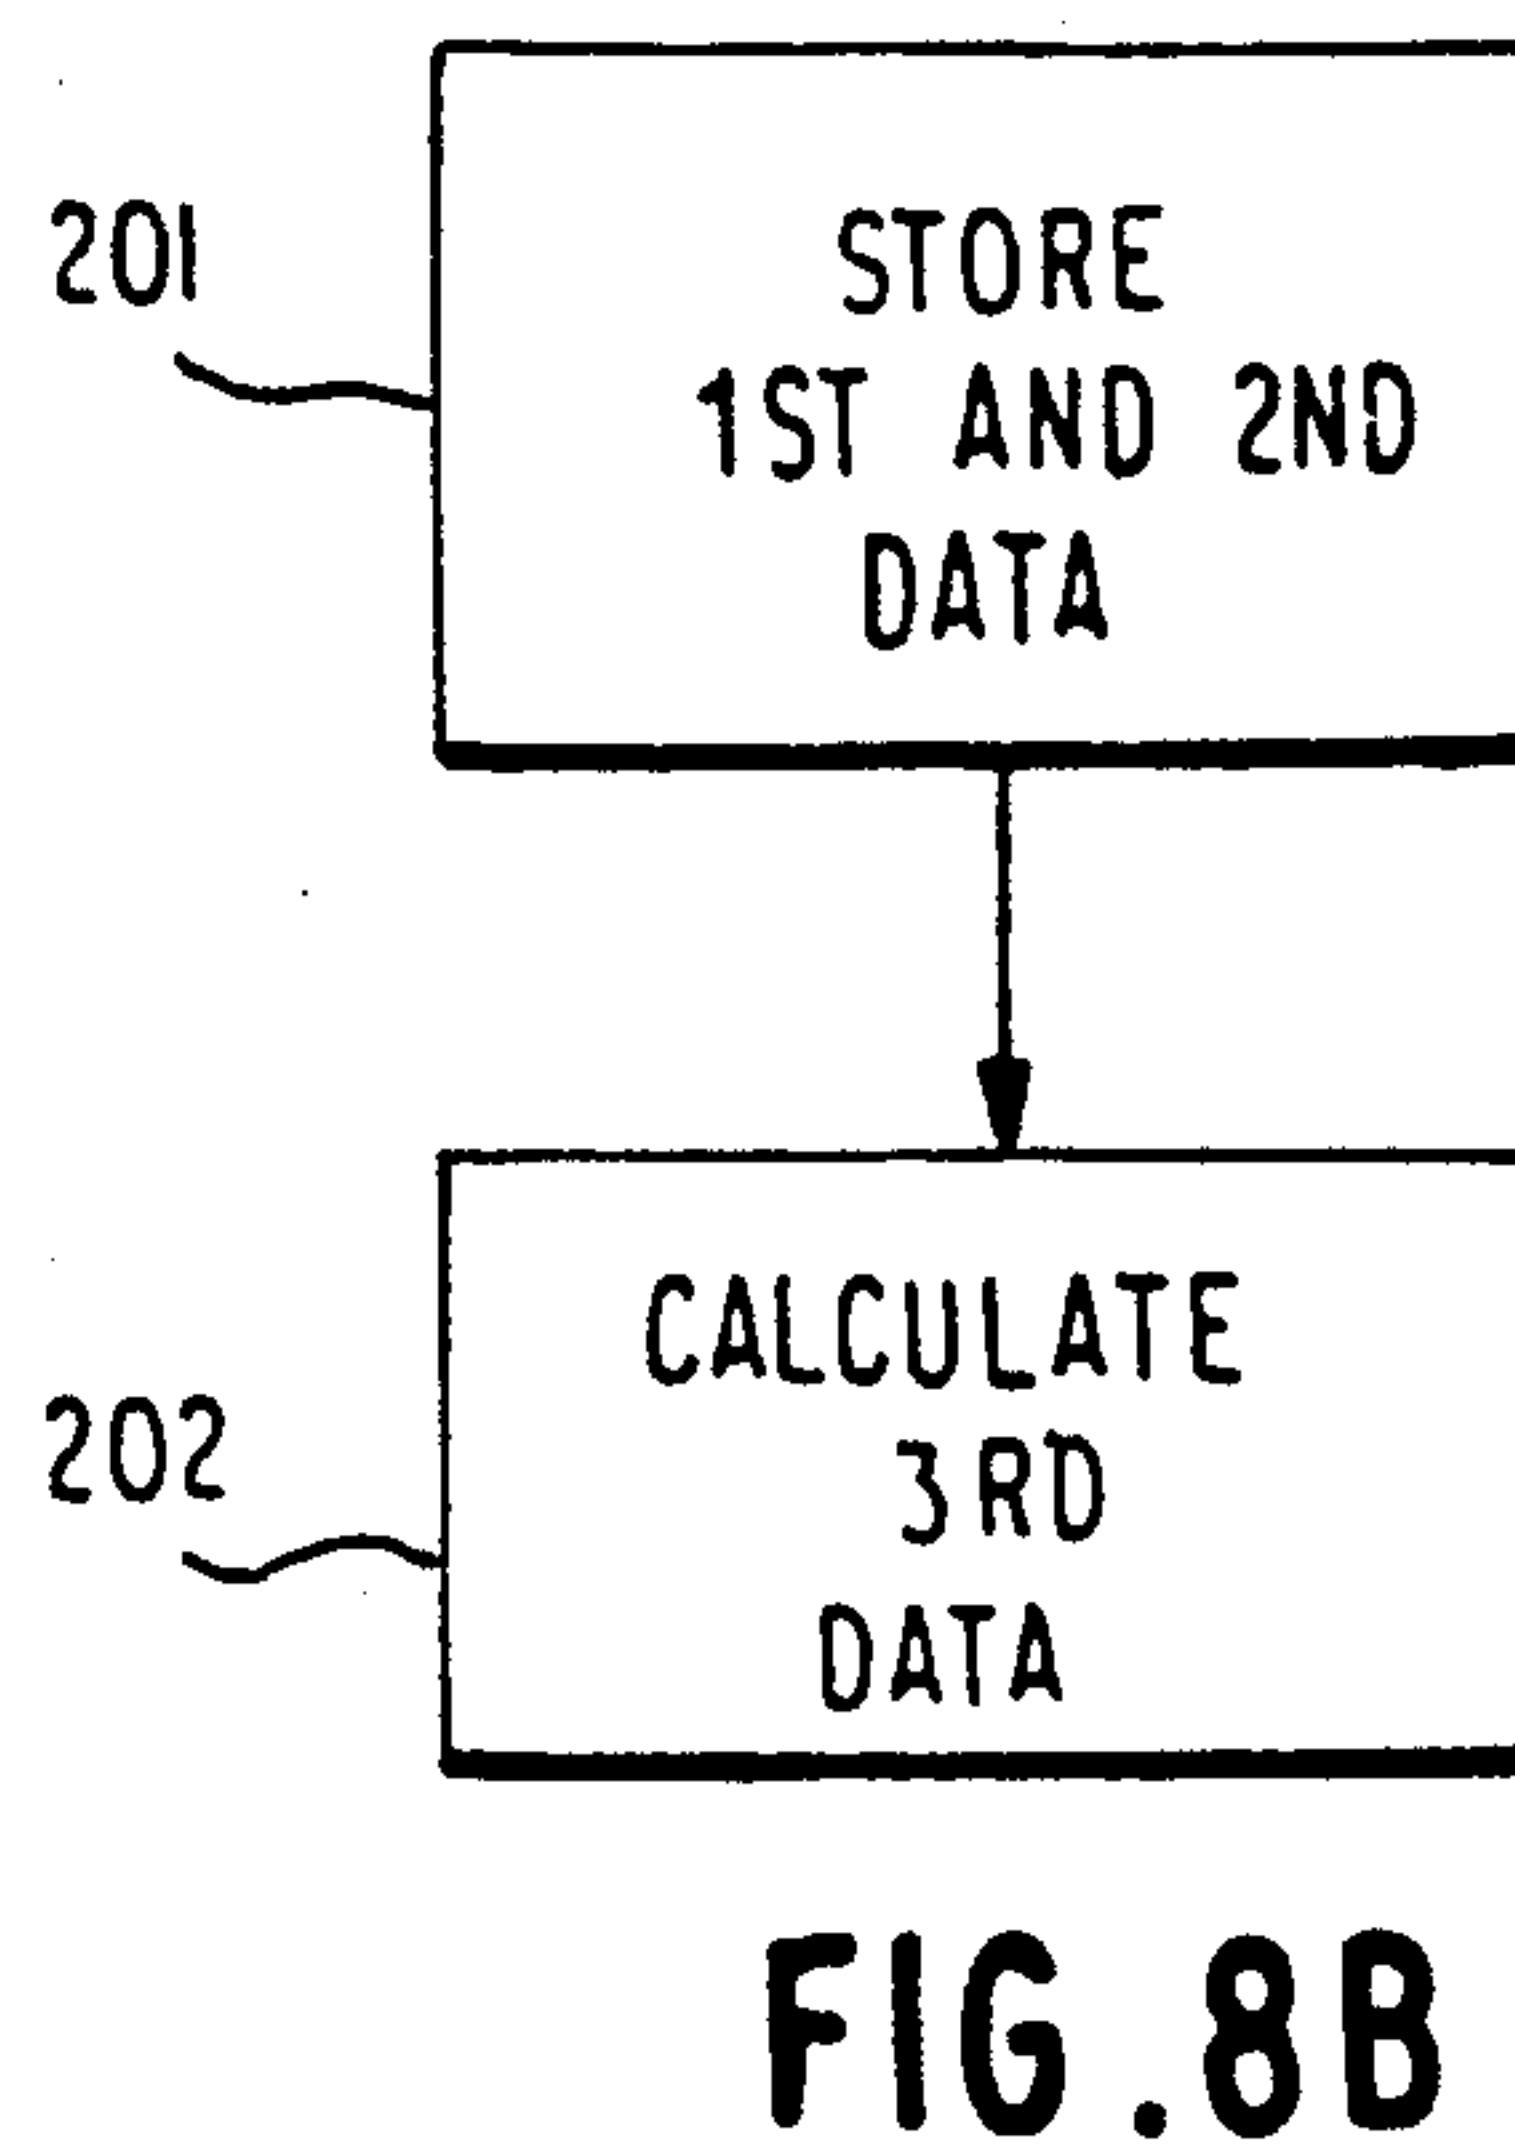 201
STORE
1ST AND 2ND
DATA
CALCULATE
202
3RD
DATA
FIG.8B